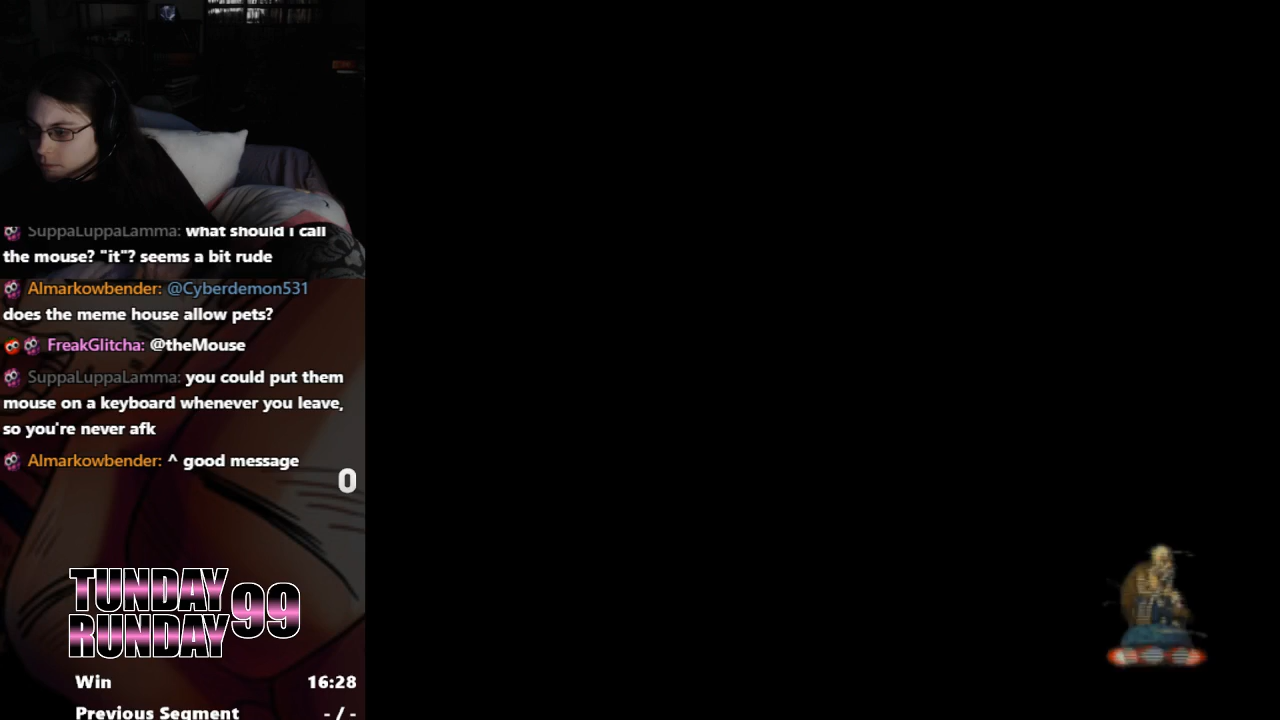 SuppaLuppaLamma: what should i call
the mouse? "it"? seems a bit rude
Almarkowbender: @Cyberdemon531
does the meme house allow pets?
FreakGlitcha: @theMouse
SuppaLuppaLamma: you could put them
mouse on a keyboard whenever you leave,
so you're never afk
Almarkowbender: ^ good message
0
TUNDAY
RUNDAY 99
Win 16:28
Previous Segment - / -